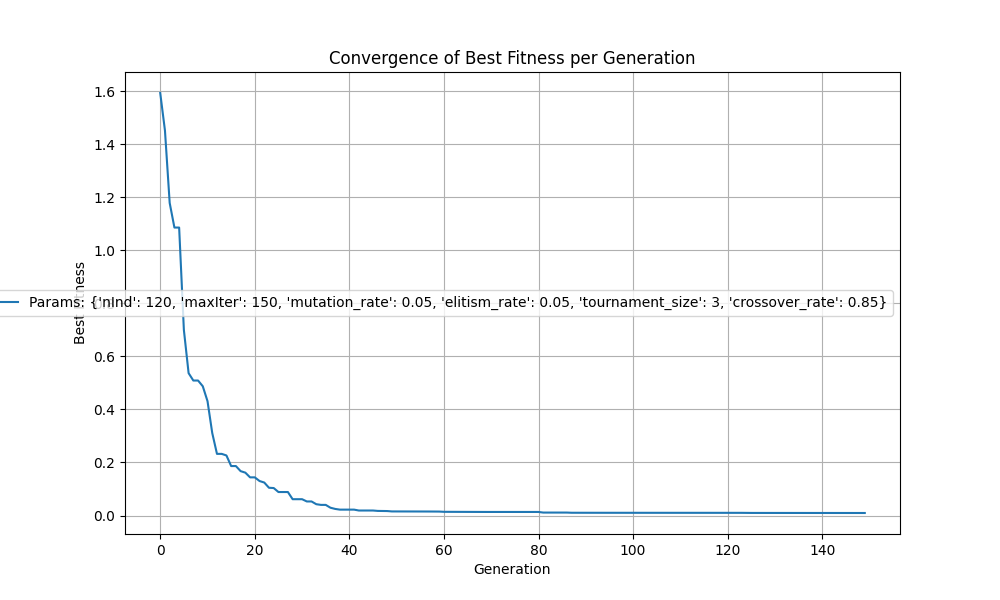 Convergence of Best Fitness per Generation
1.6
1.4
1.2
1.0
0.6
0.4
0.2
0.0
Best
ness
Params: {'nInd': 120, 'maxIter': 150, 'mutation_rate': 0.05, 'elitism_rate': 0.05, 'tournament_size': 3, 'crossover_rate': 0.85}
0 20 40 60 80 100 120 140
Generation